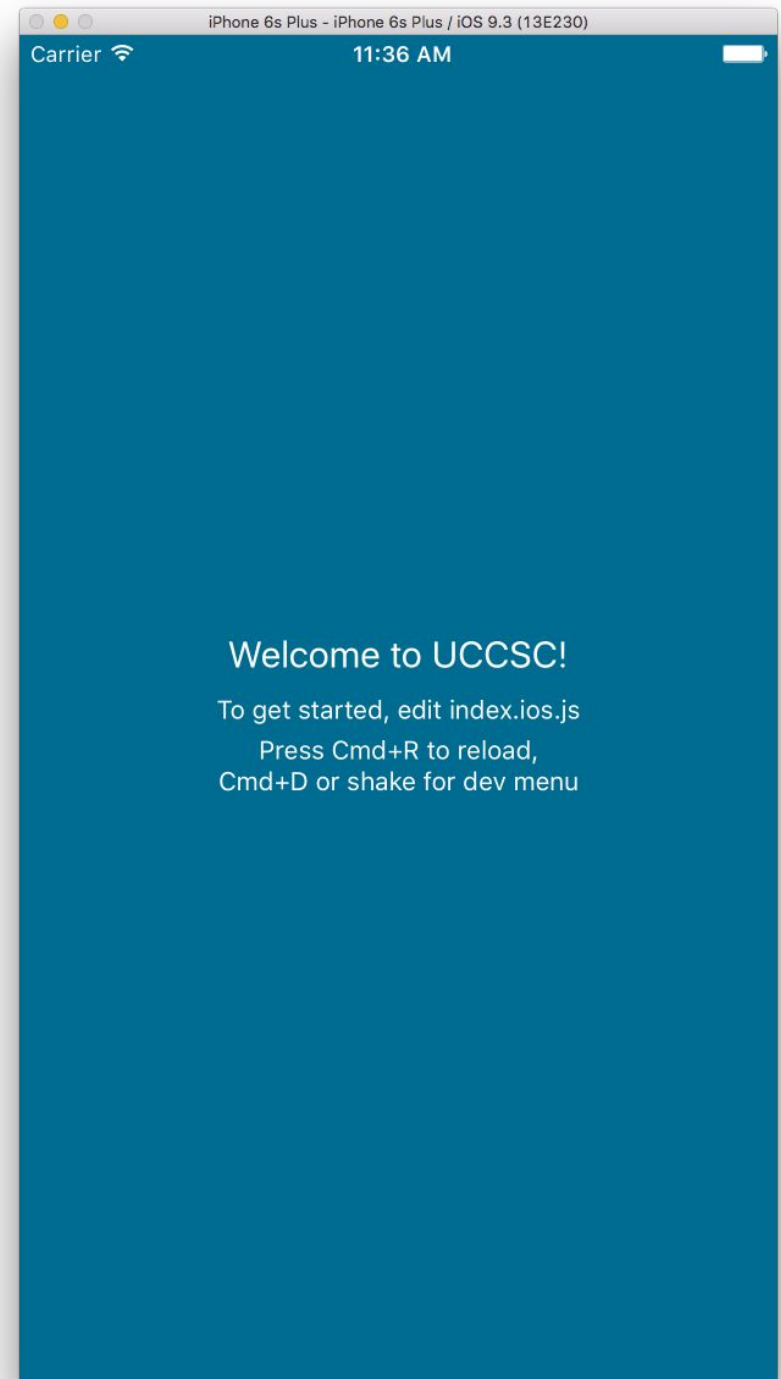 iPhone 6s Plus - iPhone 6s Plus / iOS 9.3 (13E230)
Carrier 11:36 AM
Welcome to UCCSC!
To get started, edit index.ios.js
Press Cmd+R to reload,
Cmd+D or shake for dev menu